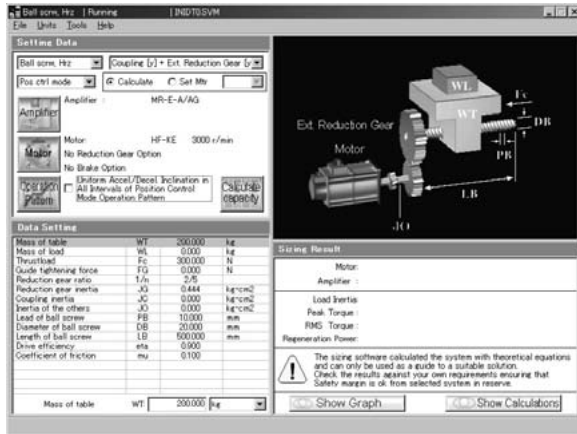 Ball scrw, Hrz | Running | INIDT0.SVM
File Units Tools Help
Setting Data
Ball scrw, Hrz
Coupling [y] + Ext. Reduction Gear [y
Pos ctrl mode
Calculate
Set Mtr
Amplifier
Amplifier : MR-E-A/AG
Motor
Motor: HF-KE 3000 r/min
No Reduction Gear Option
No Brake Option
Operation Pattern
Uniform Accel/Decel Inclination in
All Intervals of Position Control
Mode Operation Pattern
Calculate capacity
WL
WT
Fc
DB
Ext. Reduction Gear
Motor
PB
LB
JO
Data Setting
Mass of table WT 200.000 kg
Mass of load WL 0.000 kg
Thrustload Fc 300.000 N
Guide tightening force FG 0.000 N
Reduction gear ratio 1/n 2/5
Reduction gear inertia JG 0.444 kg·cm2
Coupling inertia JC 0.000 kg·cm2
Inertia of the others JO 0.000 kg·cm2
Lead of ball screw PB 10.000 mm
Diameter of ball screw DB 20.000 mm
Length of ball screw LB 500.000 mm
Drive efficiency eta 0.900
Coefficient of friction mu 0.100
Mass of table WT: 200.000 kg
Sizing Result
Motor:
Amplifier :
Load Inertia:
Peak Torque :
RMS Torque :
Regeneration Power:
The sizing software calculated the system with theoretical equations
and can only be used as a guide to a suitable solution.
Check the results against your own requirements ensuring that
Safety margin is ok from selected system in reserve.
Show Graph
Show Calculations